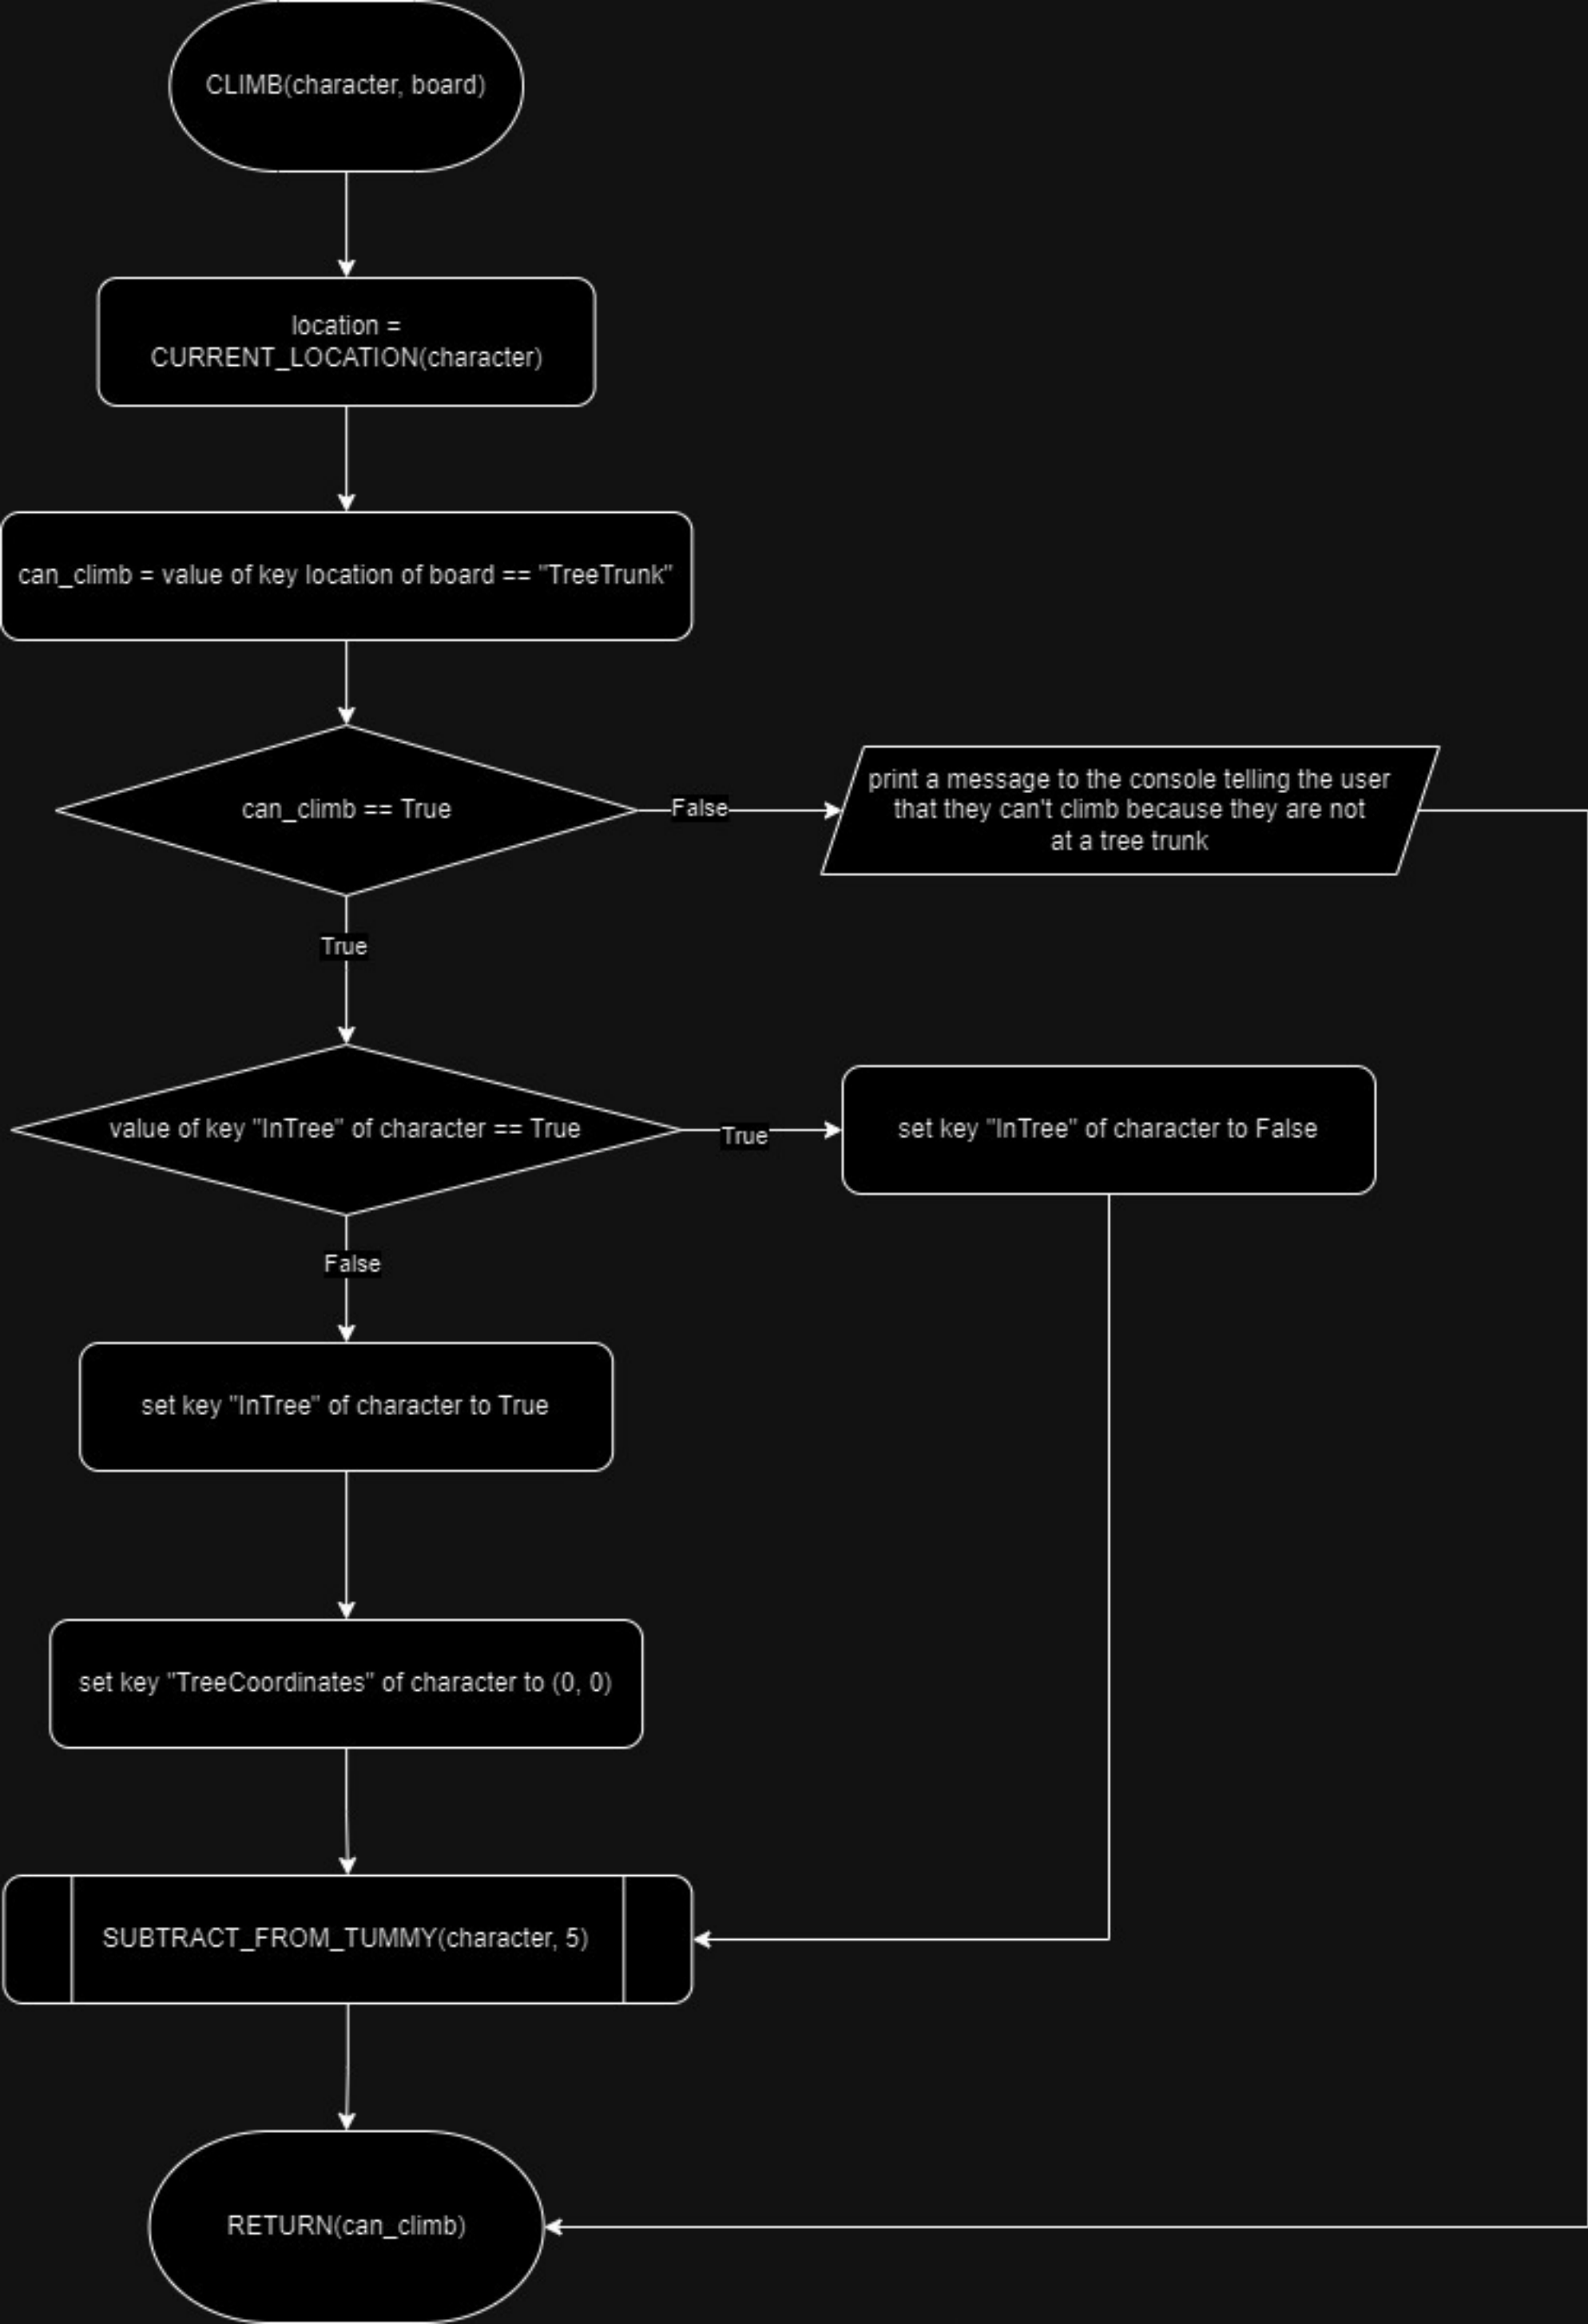 CLIMB(character, board)
location =
CURRENT_LOCATION(character)
can_climb = value of key location of board == "TreeTrunk"
can_climb == True
False
print a message to the console telling the user
that they can't climb because they are not
at a tree trunk
True
value of key "InTree" of character == True
True
set key "InTree" of character to False
False
set key "InTree" of character to True
set key "TreeCoordinates" of character to (0, 0)
SUBTRACT_FROM_TUMMY(character, 5)
RETURN(can_climb)